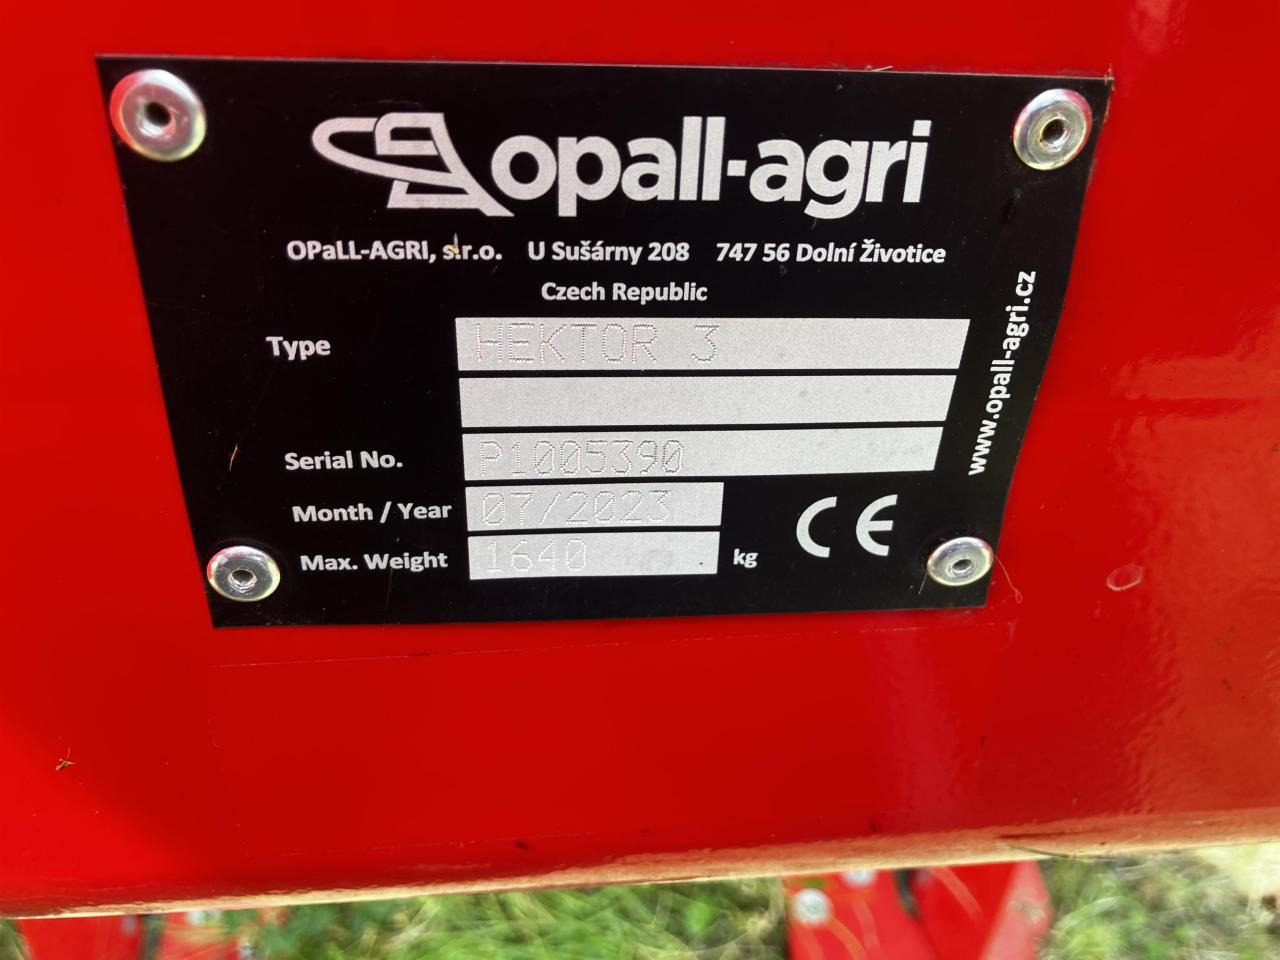 opall-agri
OPaLL-AGRI, s.r.o. U Sušárny 208 747 56 Dolní Životice
Czech Republic
www.opall-agri.cz
Type HEKTOR 3
Serial No. P1005390
Month / Year 07/2023
Max. Weight 1640 kg
CE